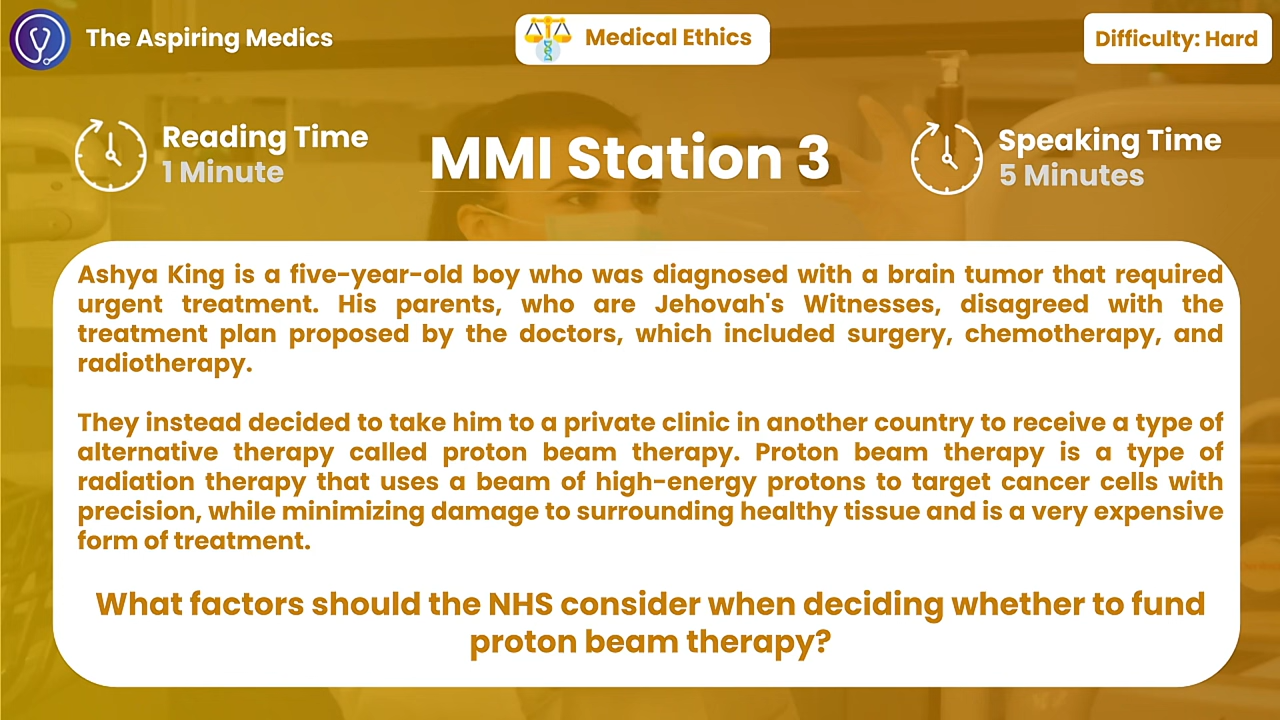 The Aspiring Medics
Medical Ethics
Difficulty: Hard
Reading Time
1 Minute
MMI Station 3
Speaking Time
5 Minutes
Ashya King is a five-year-old boy who was diagnosed with a brain tumor that required
urgent treatment. His parents, who are Jehovah's Witnesses, disagreed with the
treatment plan proposed by the doctors, which included surgery, chemotherapy, and
radiotherapy.
They instead decided to take him to a private clinic in another country to receive a type of
alternative therapy called proton beam therapy. Proton beam therapy is a type of
radiation therapy that uses a beam of high-energy protons to target cancer cells with
precision, while minimizing damage to surrounding healthy tissue and is a very expensive
form of treatment.
What factors should the NHS consider when deciding whether to fund
proton beam therapy?